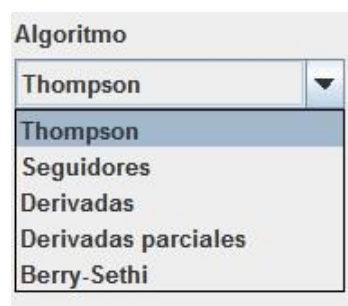 Algoritmo
Thompson
Thompson
Seguidores
Derivadas
Derivadas parciales
Berry-Sethi